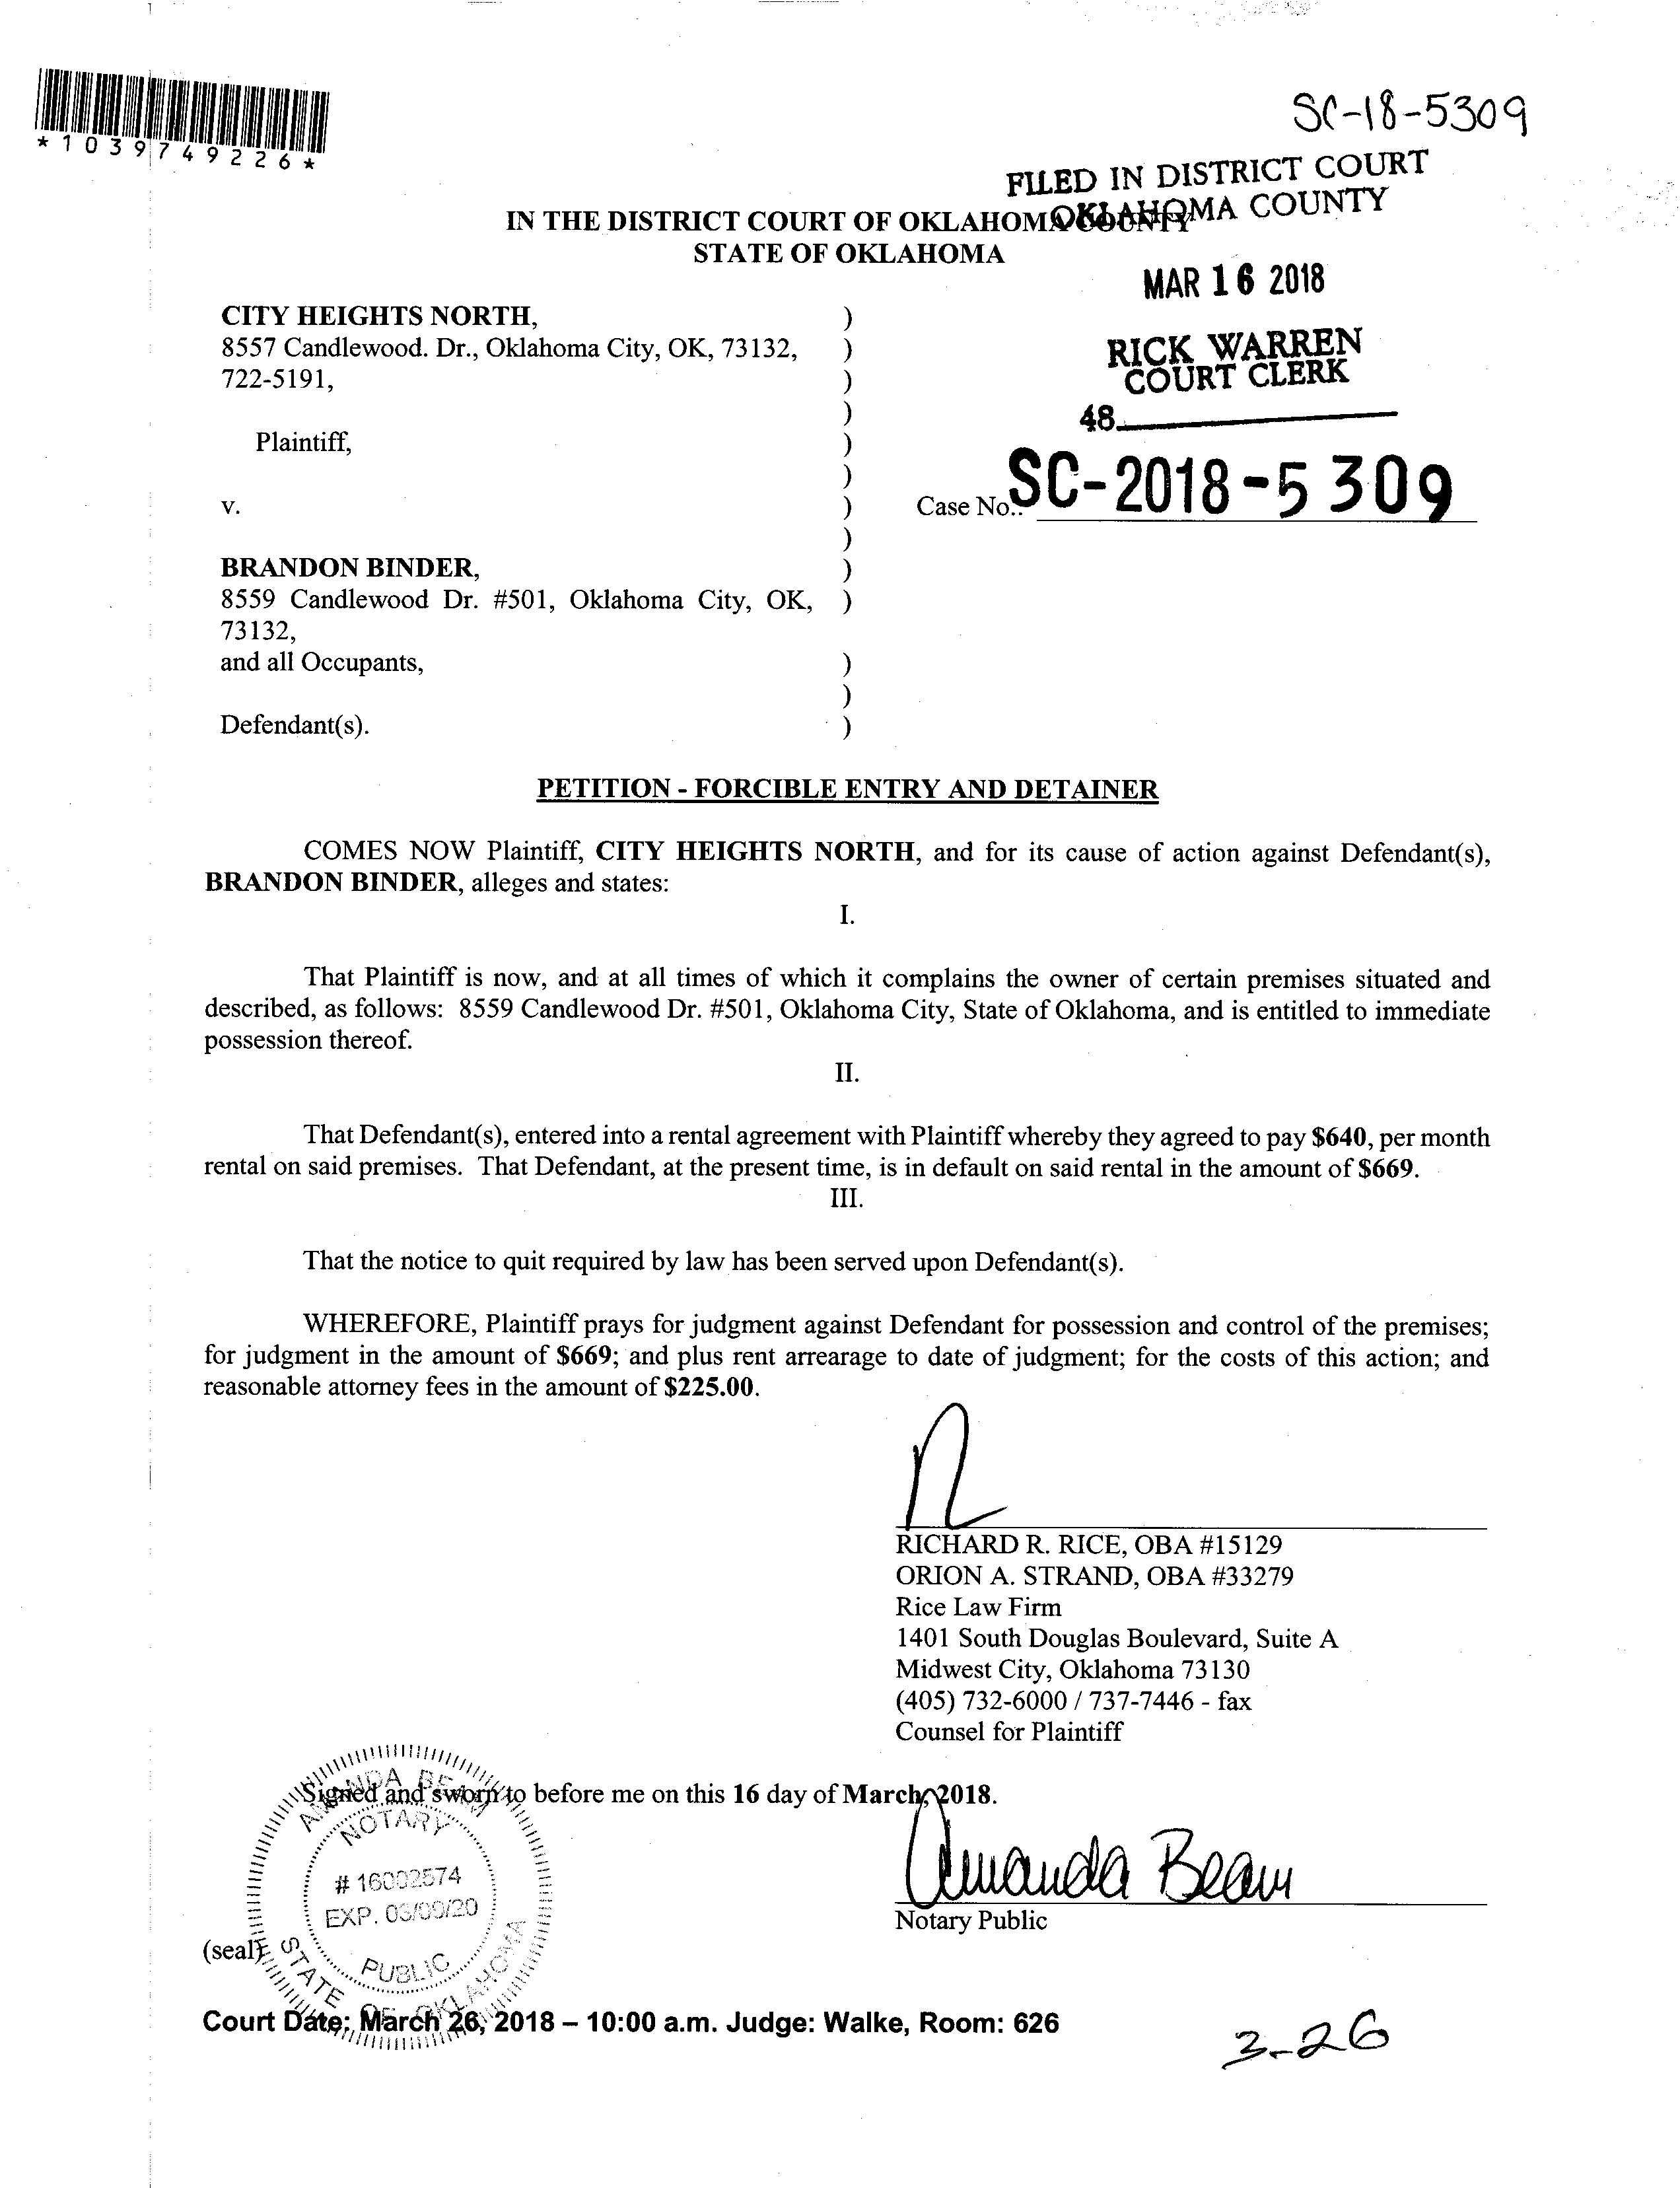 *1039749226*
SC-18-5309
FILED IN DISTRICT COURT
OKLAHOMA COUNTY
IN THE DISTRICT COURT OF OKLAHOMA COUNTY
STATE OF OKLAHOMA
MAR 16 2018
RICK WARREN
COURT CLERK
48
CITY HEIGHTS NORTH,
8557 Candlewood. Dr., Oklahoma City, OK, 73132,
722-5191,
Plaintiff,
v.
Case No.: SC-2018-5309
BRANDON BINDER,
8559 Candlewood Dr. #501, Oklahoma City, OK,
73132,
and all Occupants,
Defendant(s).
)
)
)
)
)
)
)
)
)
)
)
)
)
PETITION - FORCIBLE ENTRY AND DETAINER
COMES NOW Plaintiff, CITY HEIGHTS NORTH, and for its cause of action against Defendant(s),
BRANDON BINDER, alleges and states:
I.
That Plaintiff is now, and at all times of which it complains the owner of certain premises situated and
described, as follows: 8559 Candlewood Dr. #501, Oklahoma City, State of Oklahoma, and is entitled to immediate
possession thereof.
II.
That Defendant(s), entered into a rental agreement with Plaintiff whereby they agreed to pay $640, per month
rental on said premises. That Defendant, at the present time, is in default on said rental in the amount of $669.
III.
That the notice to quit required by law has been served upon Defendant(s).
WHEREFORE, Plaintiff prays for judgment against Defendant for possession and control of the premises;
for judgment in the amount of $669; and plus rent arrearage to date of judgment; for the costs of this action; and
reasonable attorney fees in the amount of $225.00.
RICHARD R. RICE, OBA #15129
ORION A. STRAND, OBA #33279
Rice Law Firm
1401 South Douglas Boulevard, Suite A
Midwest City, Oklahoma 73130
(405) 732-6000 / 737-7446 - fax
Counsel for Plaintiff
Signed and sworn to before me on this 16 day of March, 2018.
Amanda Beam
Notary Public
AMANDA BEAM
NOTARY
# 16002574
EXP. 03/09/20
PUBLIC
STATE OF OKLAHOMA
(seal)
Court Date: March 26, 2018 – 10:00 a.m. Judge: Walke, Room: 626
3-26